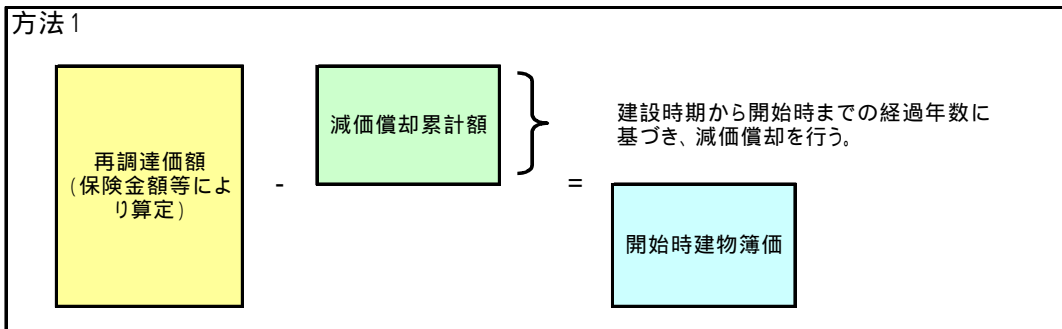 方法1
再調達価額
(保険金額等によ
り算定)
-
減価償却累計額
=
建設時期から開始時までの経過年数に
基づき、減価償却を行う。
開始時建物簿価